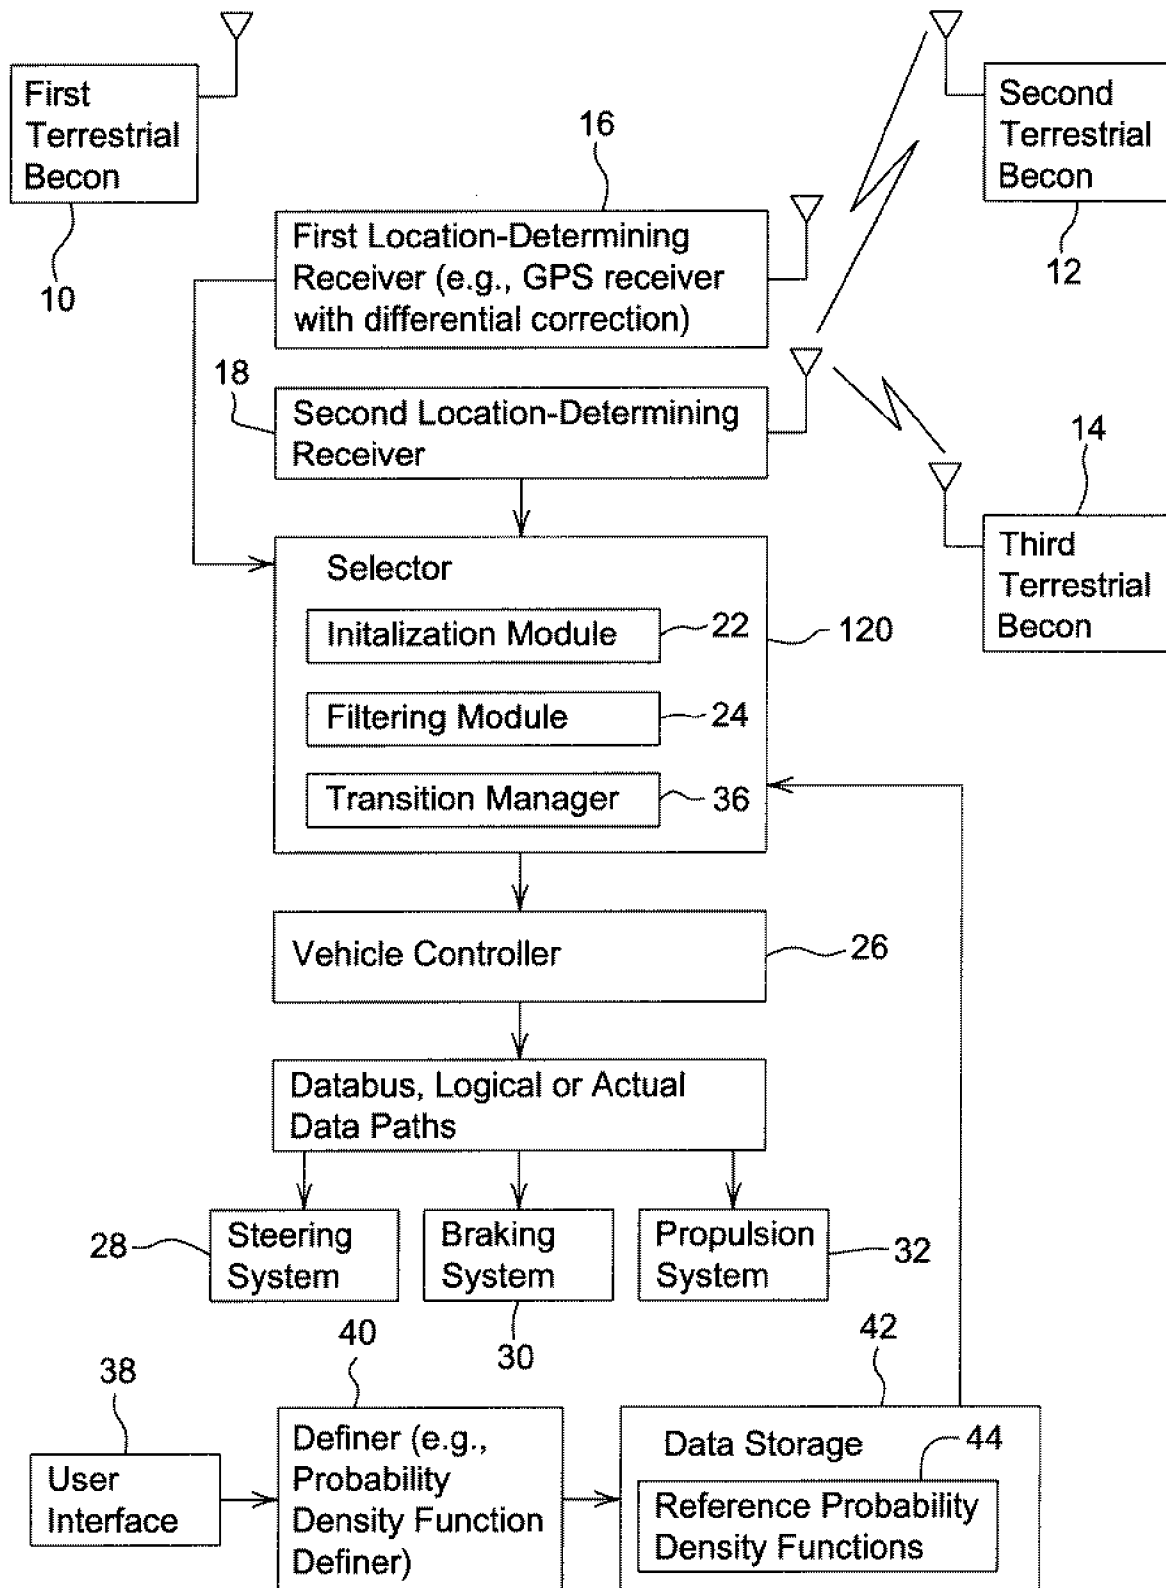 First
Terrestrial
Becon
10
Second
Terrestrial
Becon
12
16
First Location-Determining
Receiver (e.g., GPS receiver
with differential correction)
18
Second Location-Determining
Receiver
14
Third
Terrestrial
Becon
Selector
Initalization Module
22
120
Filtering Module
24
Transition Manager
36
Vehicle Controller
26
Databus, Logical or Actual
Data Paths
28
Steering
System
Braking
System
30
Propulsion
System
32
38
User
Interface
40
Definer (e.g.,
Probability
Density Function
Definer)
42
Data Storage
44
Reference Probability
Density Functions